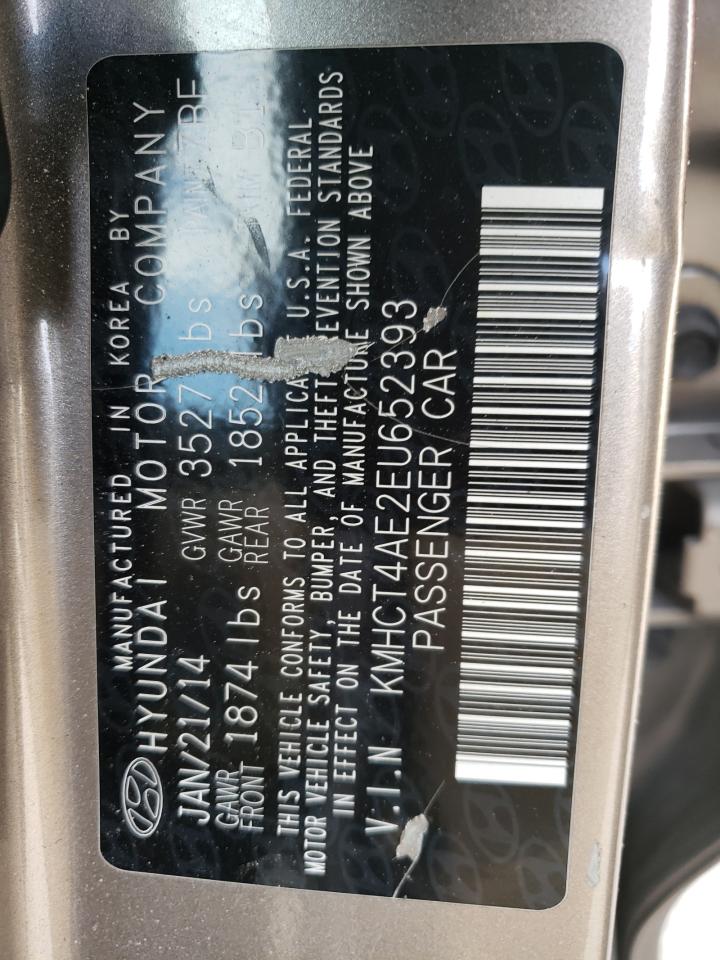 MANUFACTURED IN KOREA BY
HYUNDAI MOTOR COMPANY
JAN/21/14 GVWR 3527 lbs
GAWR FRONT 1874 lbs GAWR REAR 1852 lbs
THIS VEHICLE CONFORMS TO ALL U.S.A. FEDERAL
MOTOR VEHICLE SAFETY, BUMPER, AND THEFT STANDARDS
IN EFFECT ON THE DATE OF MANUFACTURE SHOWN ABOVE
V.I.N. KMHCT4AE2EU652393
PASSENGER CAR